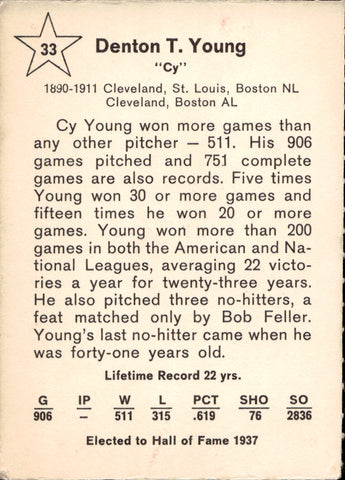 33
Denton T. Young
"Cy"
1890-1911 Cleveland, St. Louis, Boston NL
Cleveland, Boston AL
Cy Young won more games than
any other pitcher — 511. His 906
games pitched and 751 complete
games are also records. Five times
Young won 30 or more games and
fifteen times he won 20 or more
games. Young won more than 200
games in both the American and Na-
tional Leagues, averaging 22 victo-
ries a year for twenty-three years.
He also pitched three no-hitters, a
feat matched only by Bob Feller.
Young's last no-hitter came when he
was forty-one years old.
Lifetime Record 22 yrs.
G IP W L PCT SHO SO
906 — 511 315 .619 76 2836
Elected to Hall of Fame 1937